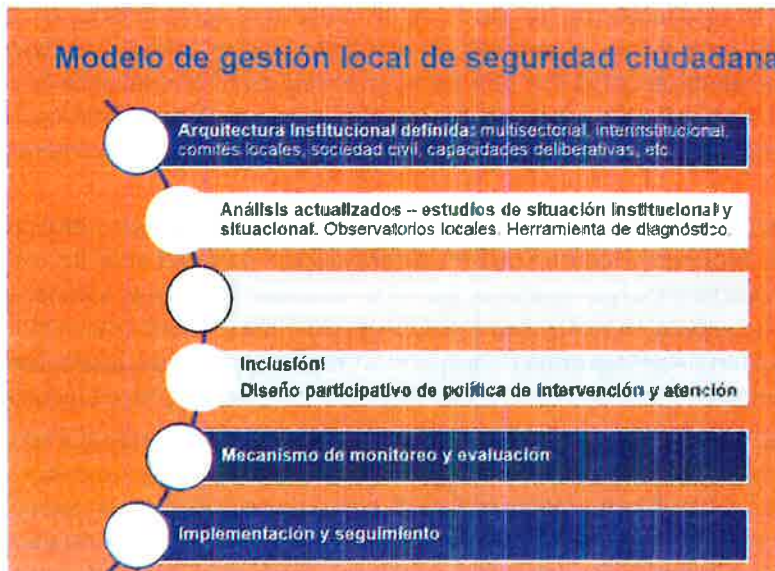 Modelo de gestión local de seguridad ciudadana
Arquitectura institucional definida: multisectorial, interinstitucional,
comités locales, sociedad civil, capacidades deliberativas, etc.
Análisis actualizados – estudios de situación institucional y
situacional. Observatorios locales. Herramienta de diagnóstico.
Inclusión!
Diseño participativo de política de intervención y atención
Mecanismo de monitoreo y evaluación
Implementación y seguimiento